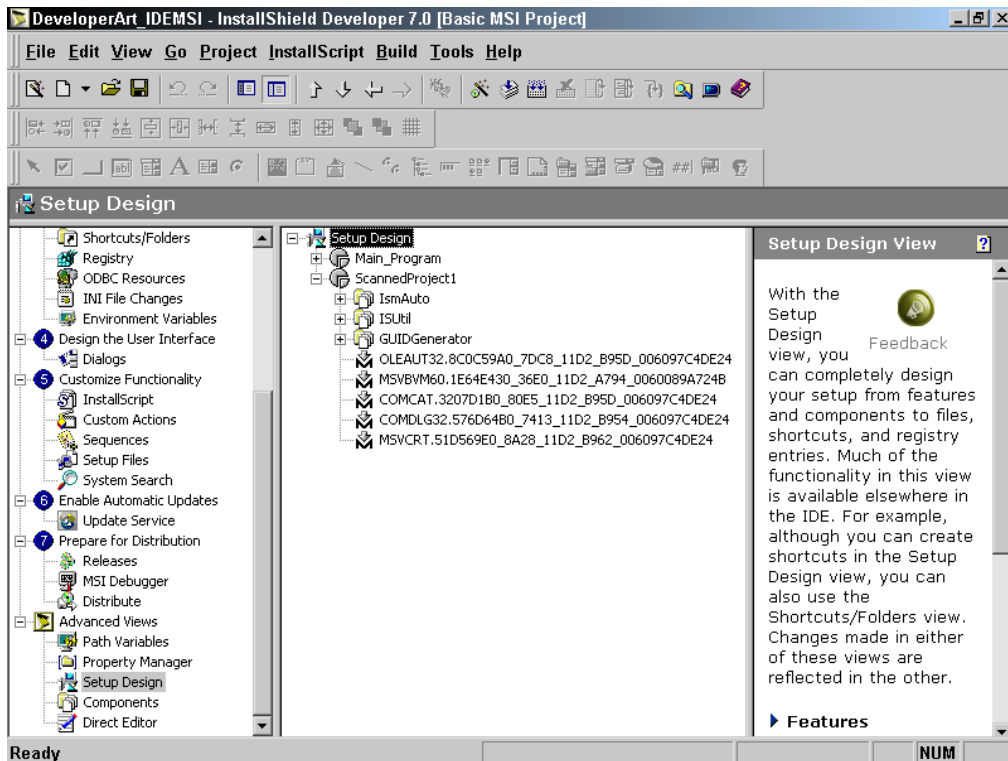 DeveloperArt_IDEMSI - InstallShield Developer 7.0 [Basic MSI Project]
File Edit View Go Project InstallScript Build Tools Help
Setup Design
Shortcuts/Folders
Registry
ODBC Resources
INI File Changes
Environment Variables
4 Design the User Interface
Dialogs
5 Customize Functionality
InstallScript
Custom Actions
Sequences
Setup Files
System Search
6 Enable Automatic Updates
Update Service
7 Prepare for Distribution
Releases
MSI Debugger
Distribute
Advanced Views
Path Variables
Property Manager
Setup Design
Components
Direct Editor
Setup Design
Main_Program
ScannedProject1
IsmAuto
ISUtil
GUIDGenerator
OLEAUT32.8C0C59A0_7DC8_11D2_B95D_006097C4DE24
MSVBVM60.1E64E430_36E0_11D2_A794_0060089A724B
COMCAT.3207D1B0_80E5_11D2_B95D_006097C4DE24
COMDLG32.576D64B0_7413_11D2_B954_006097C4DE24
MSVCRT.51D569E0_8A28_11D2_B962_006097C4DE24
Setup Design View ?
With the
Setup
Design
view, you
Feedback
can completely design
your setup from features
and components to files,
shortcuts, and registry
entries. Much of the
functionality in this view
is available elsewhere in
the IDE. For example,
although you can create
shortcuts in the Setup
Design view, you can
also use the
Shortcuts/Folders view.
Changes made in either
of these views are
reflected in the other.
Features
Ready
NUM